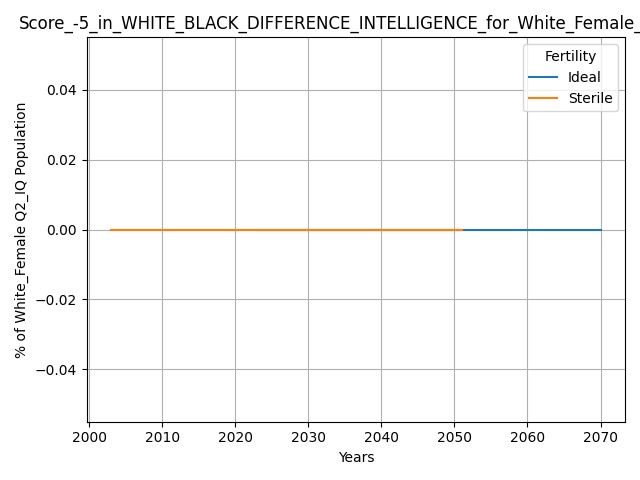 Score_-5_in_WHITE_BLACK_DIFFERENCE_INTELLIGENCE_for_White_Female_
Fertility
Ideal
Sterile
% of White_Female Q2_IQ Population
0.04
0.02
0.00
−0.02
−0.04
2000 2010 2020 2030 2040 2050 2060 2070
Years